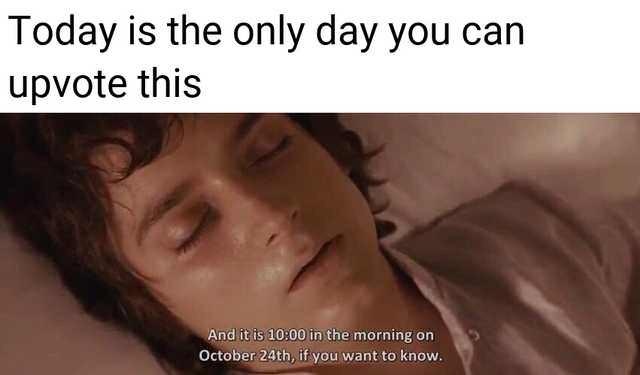 Today is the only day you can
upvote this
And it is 10:00 in the morning on
October 24th, if you want to know.